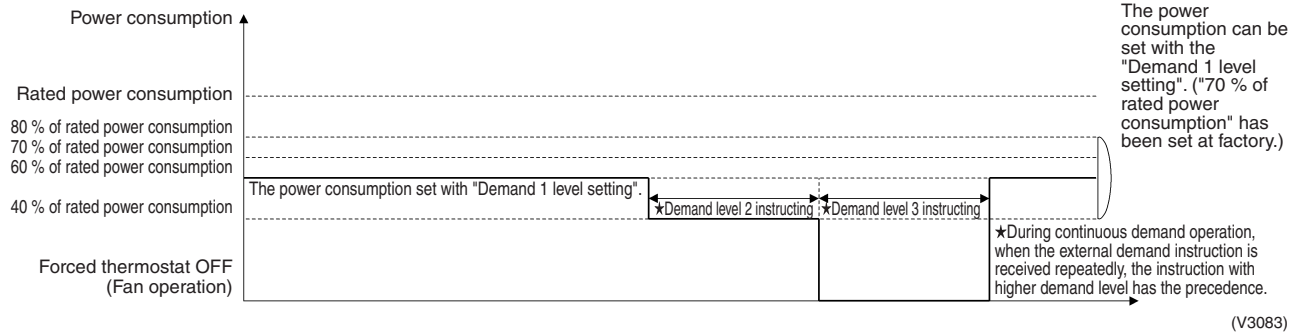 Power consumption
The power
consumption can be
set with the
"Demand 1 level
setting". ("70 % of
rated power
consumption" has
been set at factory.)
Rated power consumption
80 % of rated power consumption
70 % of rated power consumption
60 % of rated power consumption
The power consumption set with "Demand 1 level setting".
40 % of rated power consumption
★Demand level 2 instructing
★Demand level 3 instructing
★During continuous demand operation,
when the external demand instruction is
received repeatedly, the instruction with
higher demand level has the precedence.
Forced thermostat OFF
(Fan operation)
(V3083)